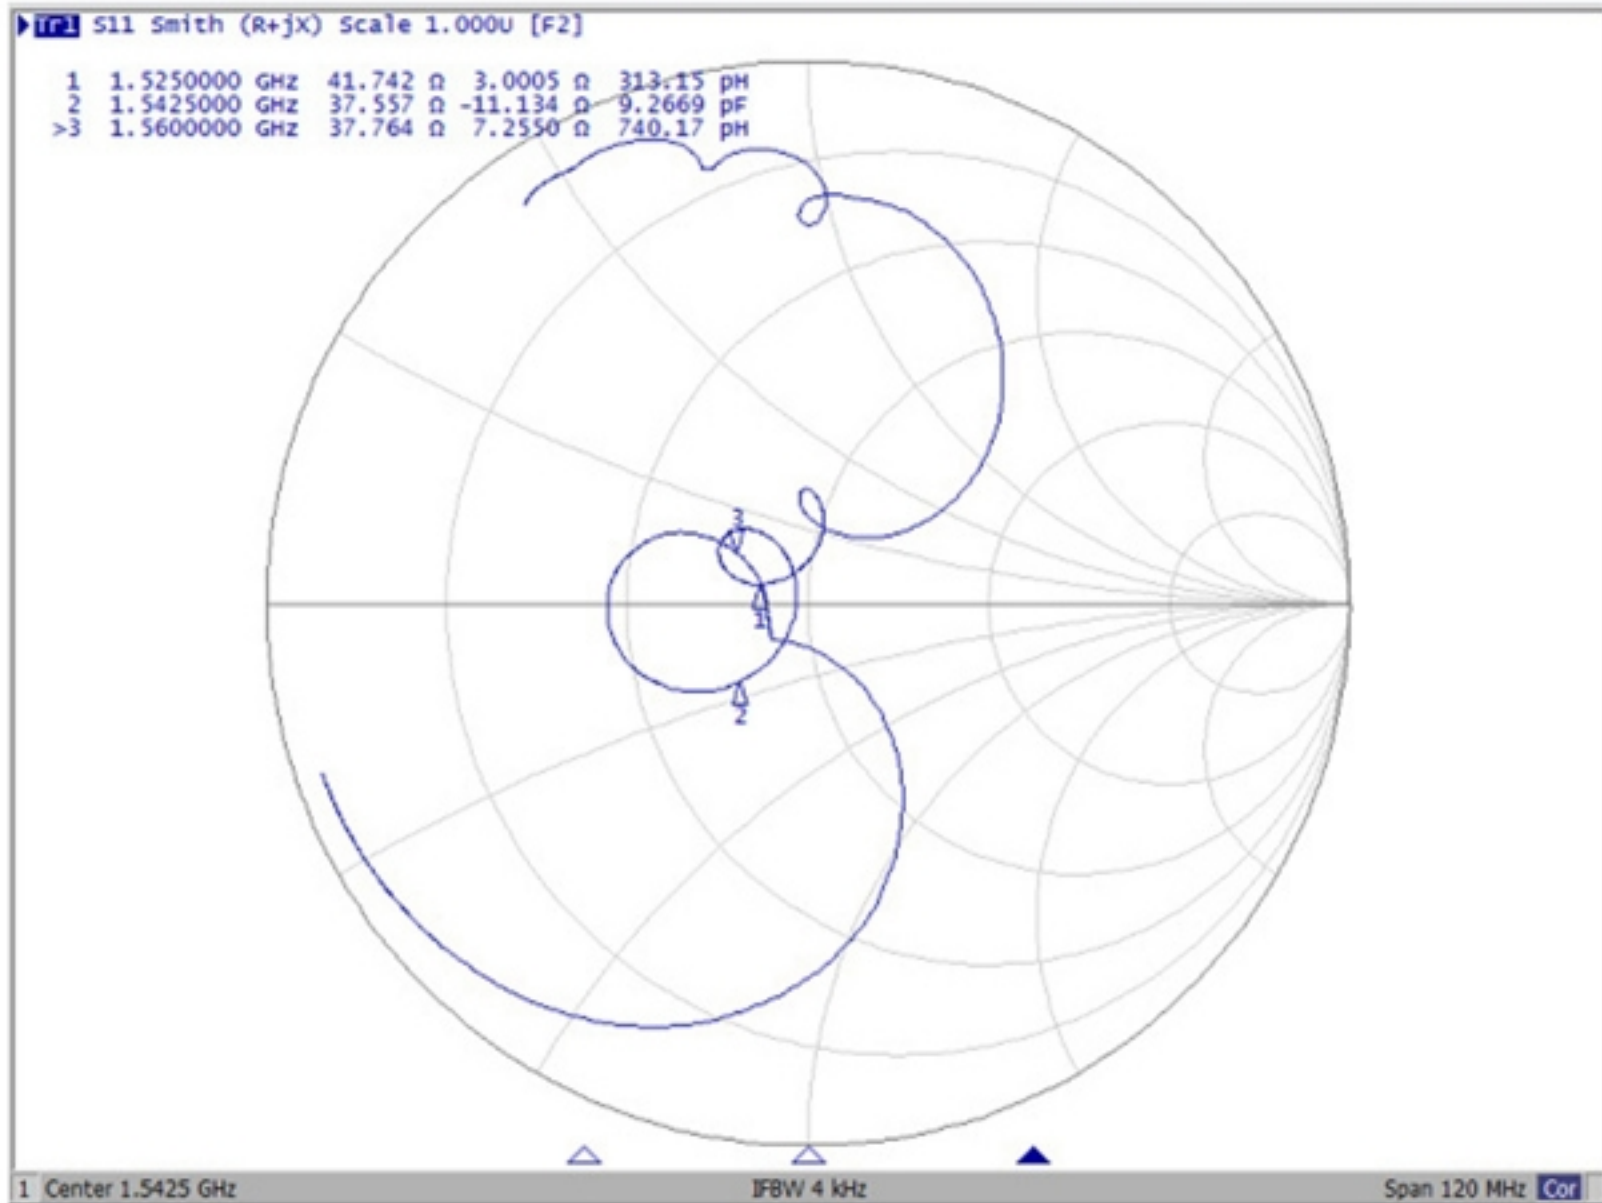 Tr1 S11 Smith (R+jX) Scale 1.000U [F2]
1 1.5250000 GHz 41.742 Ω 3.0005 Ω 313.15 pH
2 1.5425000 GHz 37.557 Ω -11.134 Ω 9.2669 pF
>3 1.5600000 GHz 37.764 Ω 7.2550 Ω 740.17 pH
3
1
2
1 Center 1.5425 GHz IFBW 4 kHz Span 120 MHz Cor